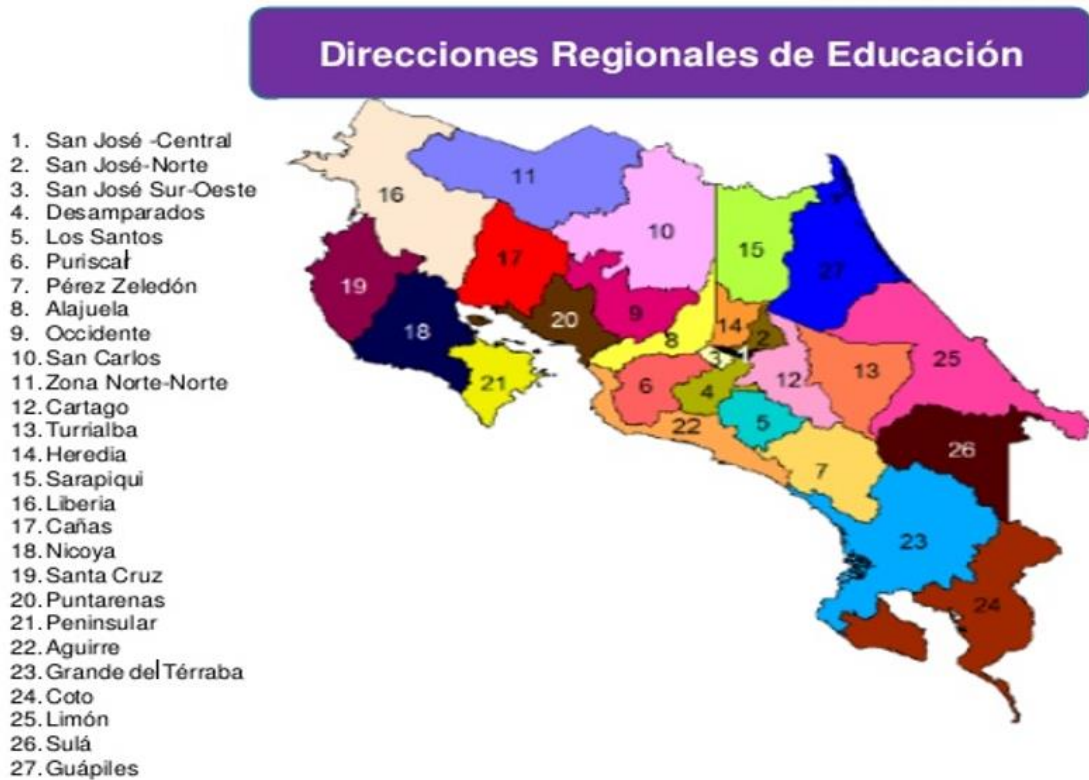 Direcciones Regionales de Educación
1. San José -Central
2. San José-Norte
3. San José Sur-Oeste
4. Desamparados
5. Los Santos
6. Puriscal
7. Pérez Zeledón
8. Alajuela
9. Occidente
10. San Carlos
11. Zona Norte-Norte
12. Cartago
13. Turrialba
14. Heredia
15. Sarapiqui
16. Liberia
17. Cañas
18. Nicoya
19. Santa Cruz
20. Puntarenas
21. Peninsular
22. Aguirre
23. Grande del Térraba
24. Coto
25. Limón
26. Sulá
27. Guápiles
11
16
10
15
17
27
19
18
20
9
14
2
8
3
1
25
21
6
4
12
13
22
5
7
26
23
24